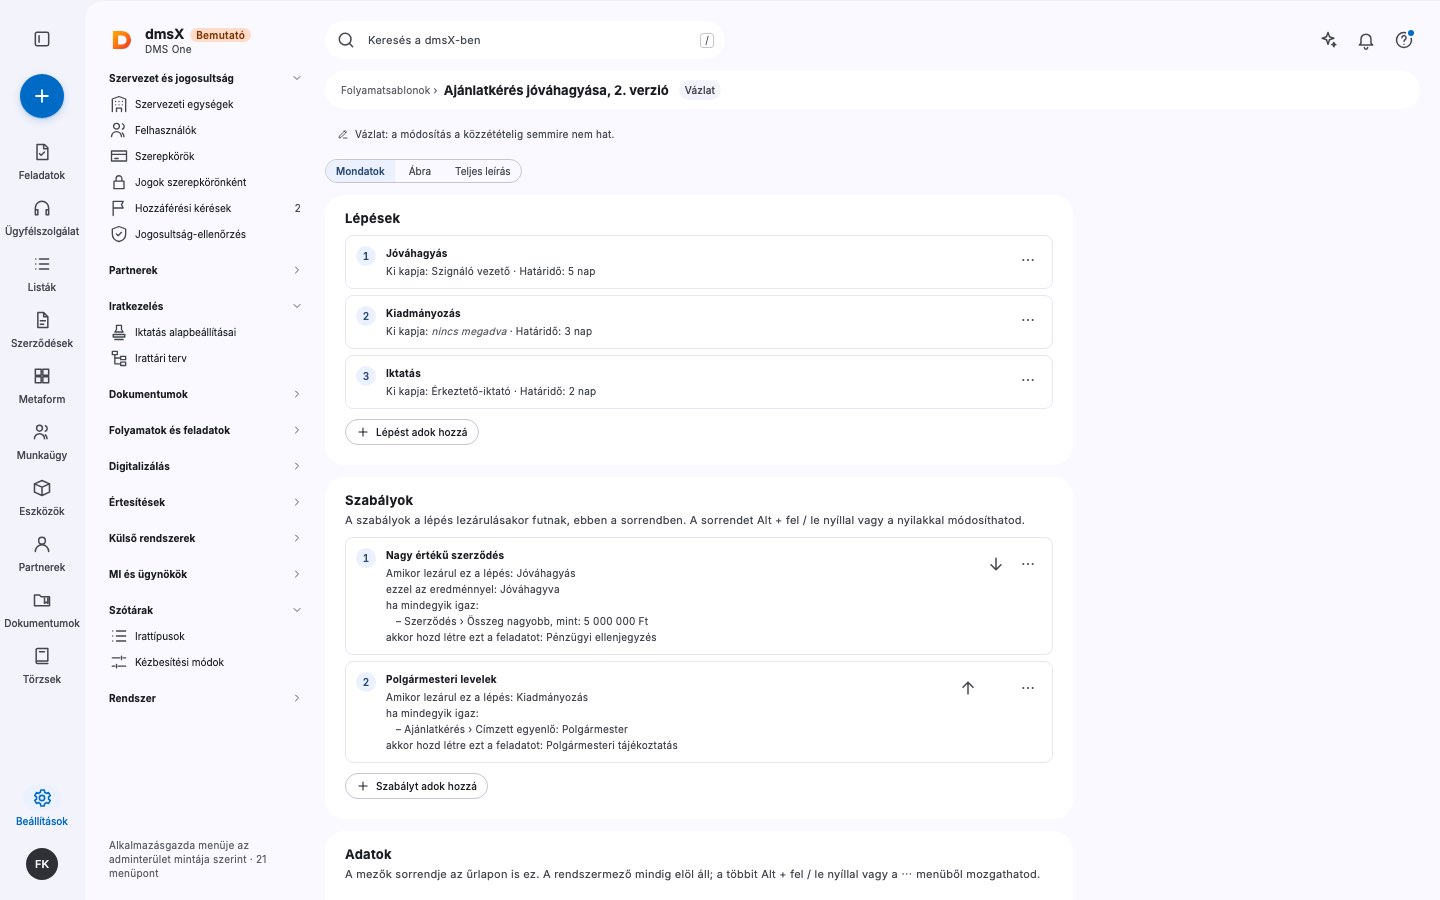 dmsX Bemutató
DMS One
Keresés a dmsX-ben /
Feladatok
Ügyfélszolgálat
Listák
Szerződések
Metaform
Munkaügy
Eszközök
Partnerek
Dokumentumok
Törzsek
Beállítások
FK
Szervezet és jogosultság
Szervezeti egységek
Felhasználók
Szerepkörök
Jogok szerepkörönként
Hozzáférési kérések 2
Jogosultság-ellenőrzés
Partnerek
Iratkezelés
Iktatás alapbeállításai
Irattári terv
Dokumentumok
Folyamatok és feladatok
Digitalizálás
Értesítések
Külső rendszerek
MI és ügynökök
Szótárak
Irattípusok
Kézbesítési módok
Rendszer
Alkalmazásgazda menüje az
adminterület mintája szerint · 21
menüpont
Folyamatsablonok › Ajánlatkérés jóváhagyása, 2. verzió Vázlat
Vázlat: a módosítás a közzétételig semmire nem hat.
Mondatok Ábra Teljes leírás
Lépések
1 Jóváhagyás
Ki kapja: Szignáló vezető · Határidő: 5 nap
2 Kiadmányozás
Ki kapja: nincs megadva · Határidő: 3 nap
3 Iktatás
Ki kapja: Érkeztető-iktató · Határidő: 2 nap
+ Lépést adok hozzá
Szabályok
A szabályok a lépés lezárulásakor futnak, ebben a sorrendben. A sorrendet Alt + fel / le nyíllal vagy a nyilakkal módosíthatod.
1 Nagy értékű szerződés
Amikor lezárul ez a lépés: Jóváhagyás
ezzel az eredménnyel: Jóváhagyva
ha mindegyik igaz:
– Szerződés › Összeg nagyobb, mint: 5 000 000 Ft
akkor hozd létre ezt a feladatot: Pénzügyi ellenjegyzés
2 Polgármesteri levelek
Amikor lezárul ez a lépés: Kiadmányozás
ha mindegyik igaz:
– Ajánlatkérés › Címzett egyenlő: Polgármester
akkor hozd létre ezt a feladatot: Polgármesteri tájékoztatás
+ Szabályt adok hozzá
Adatok
A mezők sorrendje az űrlapon is ez. A rendszermező mindig elöl áll; a többit Alt + fel / le nyíllal vagy a ··· menüből mozgathatod.